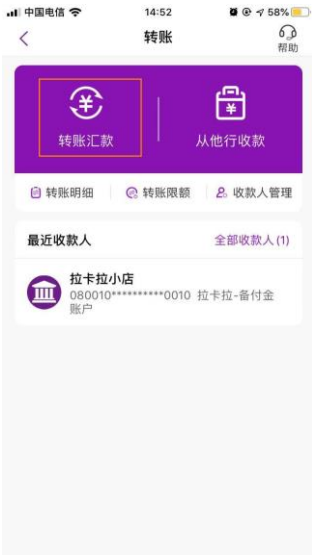 中国电信 14:52 58%
转账
帮助
转账汇款 从他行收款
转账明细 转账限额 收款人管理
最近收款人 全部收款人(1)
拉卡拉小店
080010**********0010 拉卡拉-备付金
账户